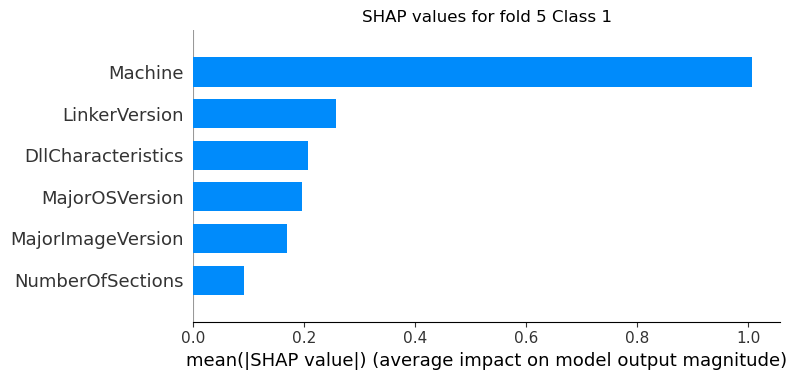 SHAP values for fold 5 Class 1
Machine
LinkerVersion
DllCharacteristics
MajorOSVersion
MajorImageVersion
NumberOfSections
0.0 0.2 0.4 0.6 0.8 1.0
mean(|SHAP value|) (average impact on model output magnitude)